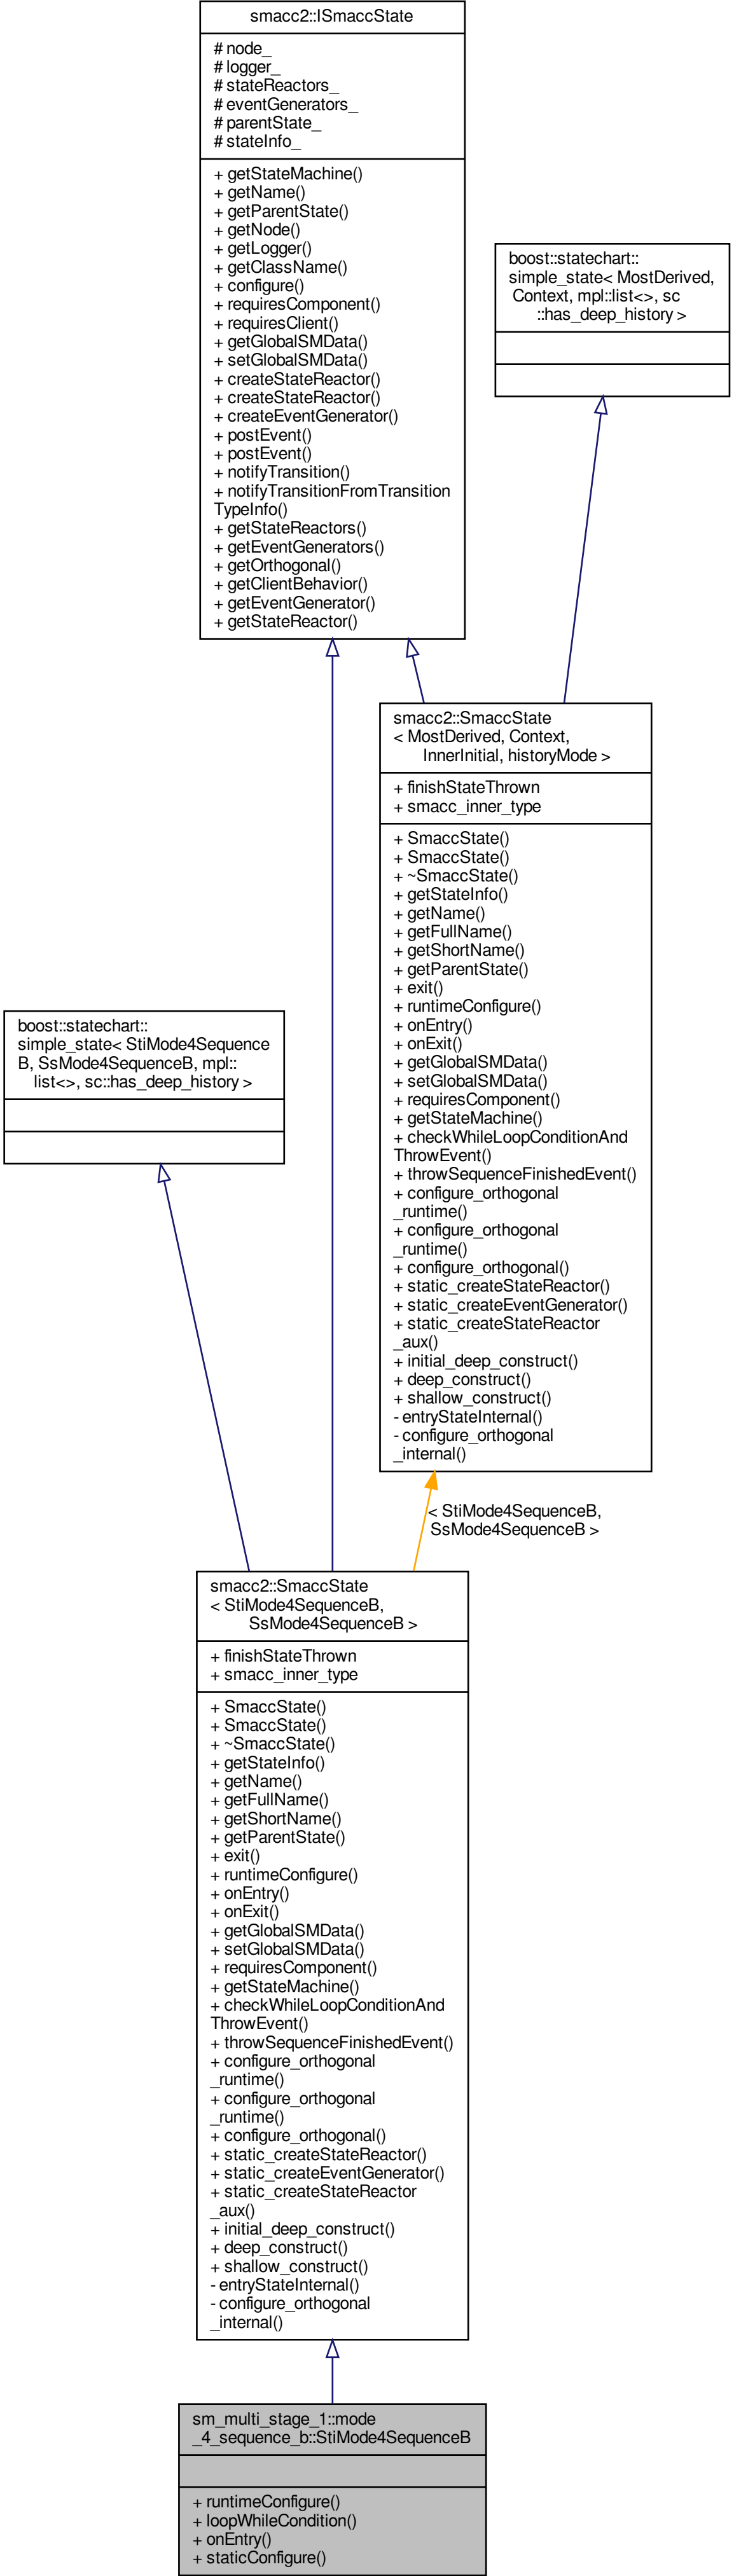 smacc2::ISmaccState
# node_
# logger_
# stateReactors_
# eventGenerators_
# parentState_
# stateInfo_
+ getStateMachine()
+ getName()
+ getParentState()
+ getNode()
+ getLogger()
+ getClassName()
+ configure()
+ requiresComponent()
+ requiresClient()
+ getGlobalSMData()
+ setGlobalSMData()
+ createStateReactor()
+ createStateReactor()
+ createEventGenerator()
+ postEvent()
+ postEvent()
+ notifyTransition()
+ notifyTransitionFromTransition
TypeInfo()
+ getStateReactors()
+ getEventGenerators()
+ getOrthogonal()
+ getClientBehavior()
+ getEventGenerator()
+ getStateReactor()
boost::statechart::
simple_state< MostDerived,
Context, mpl::list<>, sc
::has_deep_history >
smacc2::SmaccState
< MostDerived, Context,
InnerInitial, historyMode >
+ finishStateThrown
+ smacc_inner_type
+ SmaccState()
+ SmaccState()
+ ~SmaccState()
+ getStateInfo()
+ getName()
+ getFullName()
+ getShortName()
+ getParentState()
+ exit()
+ runtimeConfigure()
+ onEntry()
+ onExit()
+ getGlobalSMData()
+ setGlobalSMData()
+ requiresComponent()
+ getStateMachine()
+ checkWhileLoopConditionAnd
ThrowEvent()
+ throwSequenceFinishedEvent()
+ configure_orthogonal
_runtime()
+ configure_orthogonal
_runtime()
+ configure_orthogonal()
+ static_createStateReactor()
+ static_createEventGenerator()
+ static_createStateReactor
_aux()
+ initial_deep_construct()
+ deep_construct()
+ shallow_construct()
- entryStateInternal()
- configure_orthogonal
_internal()
boost::statechart::
simple_state< StiMode4Sequence
B, SsMode4SequenceB, mpl::
list<>, sc::has_deep_history >
< StiMode4SequenceB,
SsMode4SequenceB >
smacc2::SmaccState
< StiMode4SequenceB,
SsMode4SequenceB >
+ finishStateThrown
+ smacc_inner_type
+ SmaccState()
+ SmaccState()
+ ~SmaccState()
+ getStateInfo()
+ getName()
+ getFullName()
+ getShortName()
+ getParentState()
+ exit()
+ runtimeConfigure()
+ onEntry()
+ onExit()
+ getGlobalSMData()
+ setGlobalSMData()
+ requiresComponent()
+ getStateMachine()
+ checkWhileLoopConditionAnd
ThrowEvent()
+ throwSequenceFinishedEvent()
+ configure_orthogonal
_runtime()
+ configure_orthogonal
_runtime()
+ configure_orthogonal()
+ static_createStateReactor()
+ static_createEventGenerator()
+ static_createStateReactor
_aux()
+ initial_deep_construct()
+ deep_construct()
+ shallow_construct()
- entryStateInternal()
- configure_orthogonal
_internal()
sm_multi_stage_1::mode
_4_sequence_b::StiMode4SequenceB
+ runtimeConfigure()
+ loopWhileCondition()
+ onEntry()
+ staticConfigure()